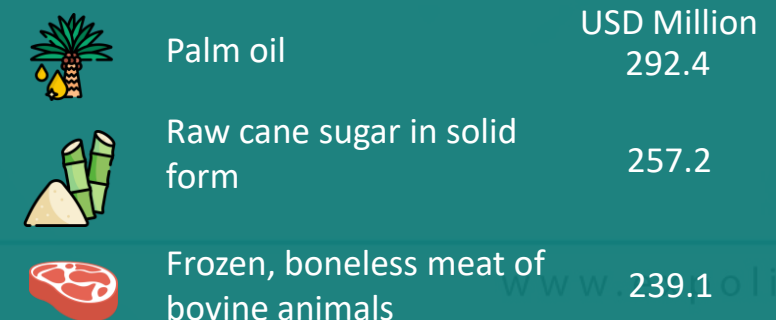 USD Million
Palm oil
292.4
Raw cane sugar in solid
form
257.2
Frozen, boneless meat of
bovine animals
239.1